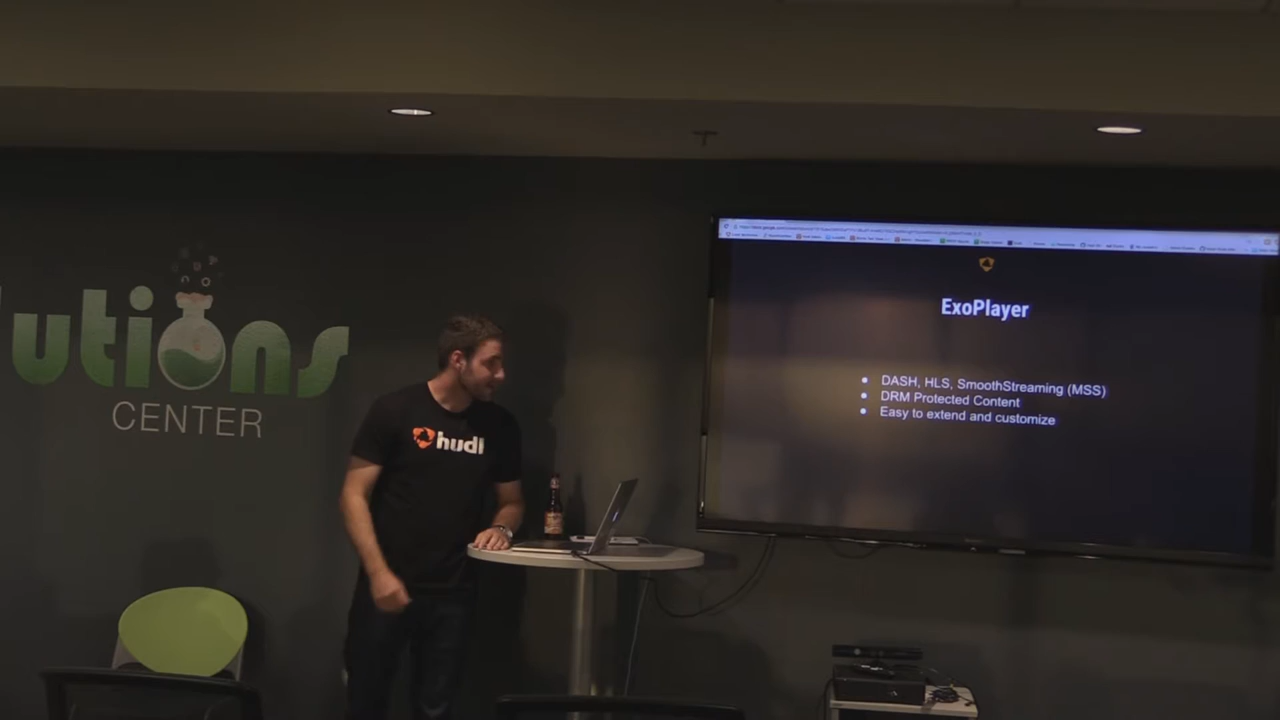 utions
CENTER
hudl
ExoPlayer
DASH, HLS, SmoothStreaming (MSS)
DRM Protected Content
Easy to extend and customize